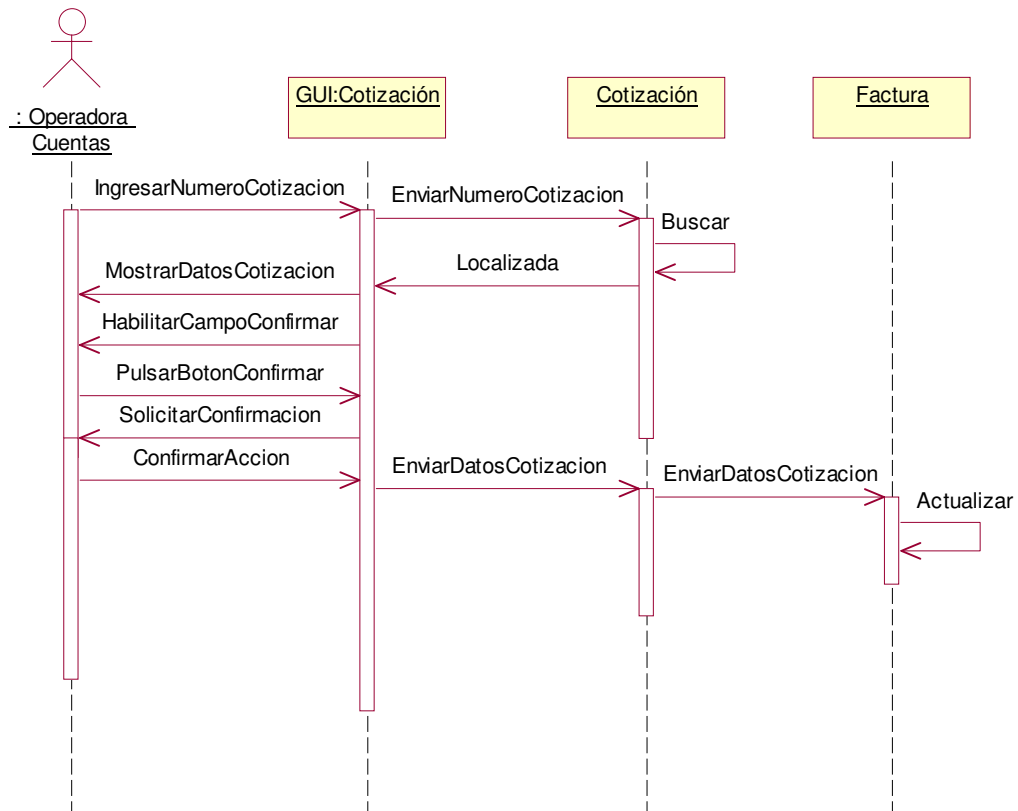 : Operadora
Cuentas
GUI:Cotización
Cotización
Factura
IngresarNumeroCotizacion
EnviarNumeroCotizacion
Buscar
Localizada
MostrarDatosCotizacion
HabilitarCampoConfirmar
PulsarBotonConfirmar
SolicitarConfirmacion
ConfirmarAccion
EnviarDatosCotizacion
EnviarDatosCotizacion
Actualizar